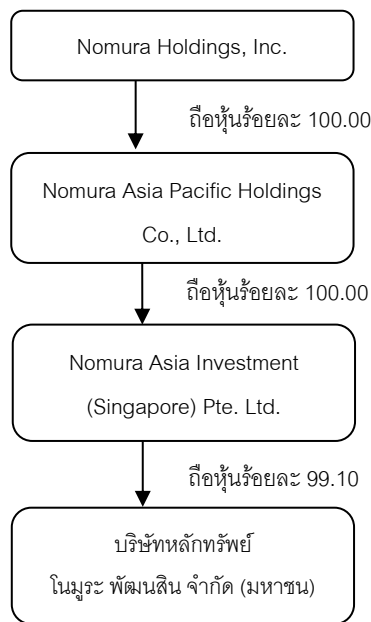 Nomura Holdings, Inc.
ถือหุ้นร้อยละ 100.00
Nomura Asia Pacific Holdings
Co., Ltd.
ถือหุ้นร้อยละ 100.00
Nomura Asia Investment
(Singapore) Pte. Ltd.
ถือหุ้นร้อยละ 99.10
บริษัทหลักทรัพย์
โนมูระ พัฒนสิน จำกัด (มหาชน)